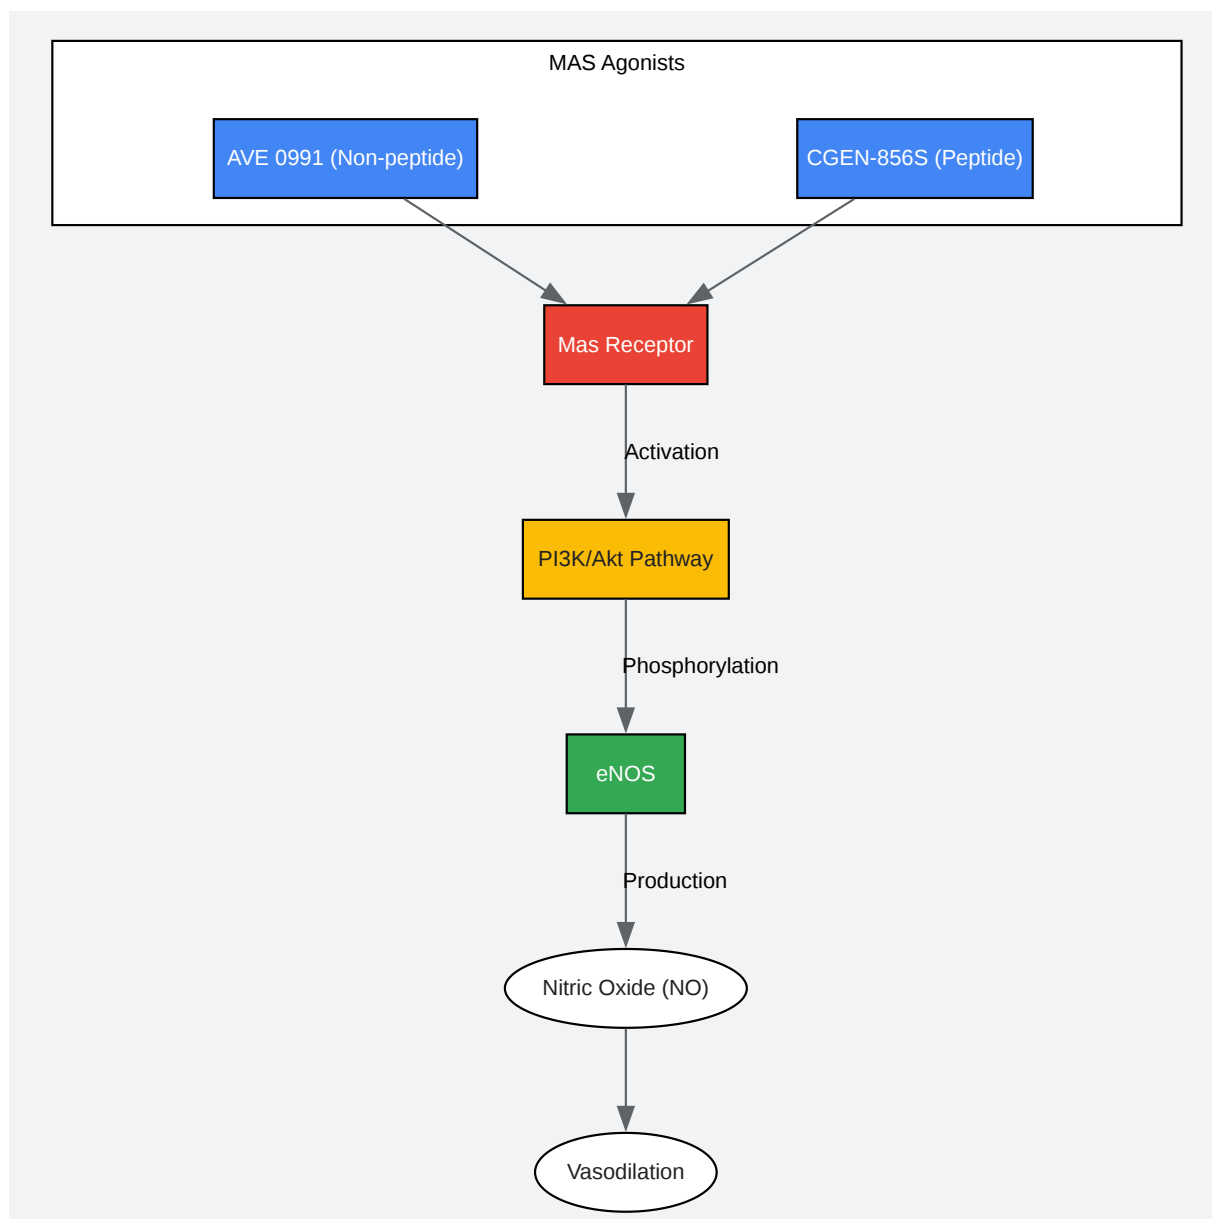 MAS Agonists
AVE 0991 (Non-peptide)
CGEN-856S (Peptide)
Mas Receptor
Activation
PI3K/Akt Pathway
Phosphorylation
eNOS
Production
Nitric Oxide (NO)
Vasodilation